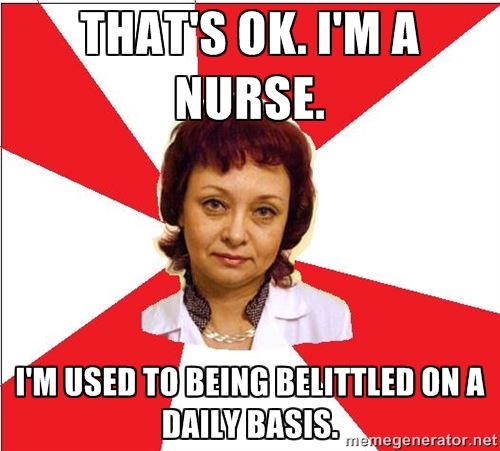 THAT'S OK. I'M A
NURSE.
I'M USED TO BEING BELITTLED ON A
DAILY BASIS.
memegenerator.net